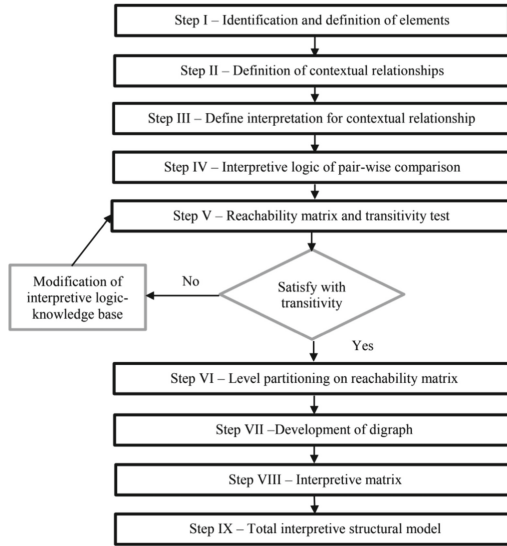 Step I – Identification and definition of elements
Step II – Definition of contextual relationships
Step III – Define interpretation for contextual relationship
Step IV – Interpretive logic of pair-wise comparison
Step V – Reachability matrix and transitivity test
No
Modification of
interpretive logic-
knowledge base
Satisfy with
transitivity
Yes
Step VI – Level partitioning on reachability matrix
Step VII –Development of digraph
Step VIII – Interpretive matrix
Step IX – Total interpretive structural model